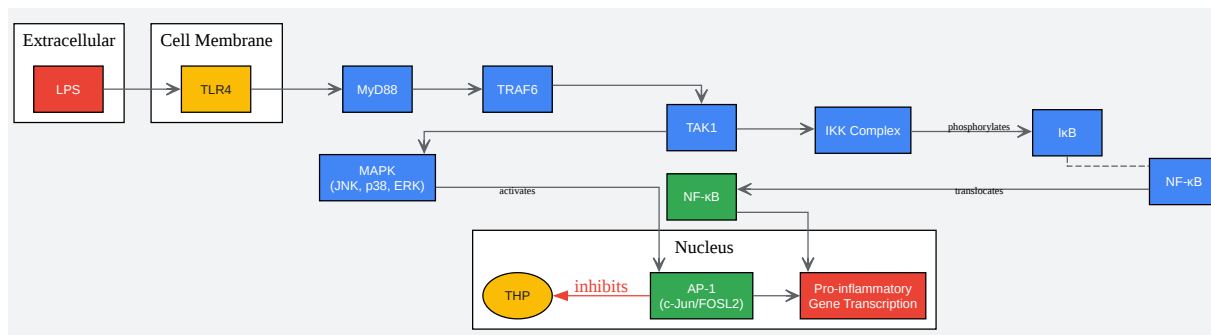 Extracellular
Cell Membrane
LPS
TLR4
MyD88
TRAF6
TAK1
IKK Complex
phosphorylates
IκB
MAPK
(JNK, p38, ERK)
activates
NF-κB
translocates
NF-κB
Nucleus
THP
inhibits
AP-1
(c-Jun/FOSL2)
Pro-inflammatory
Gene Transcription